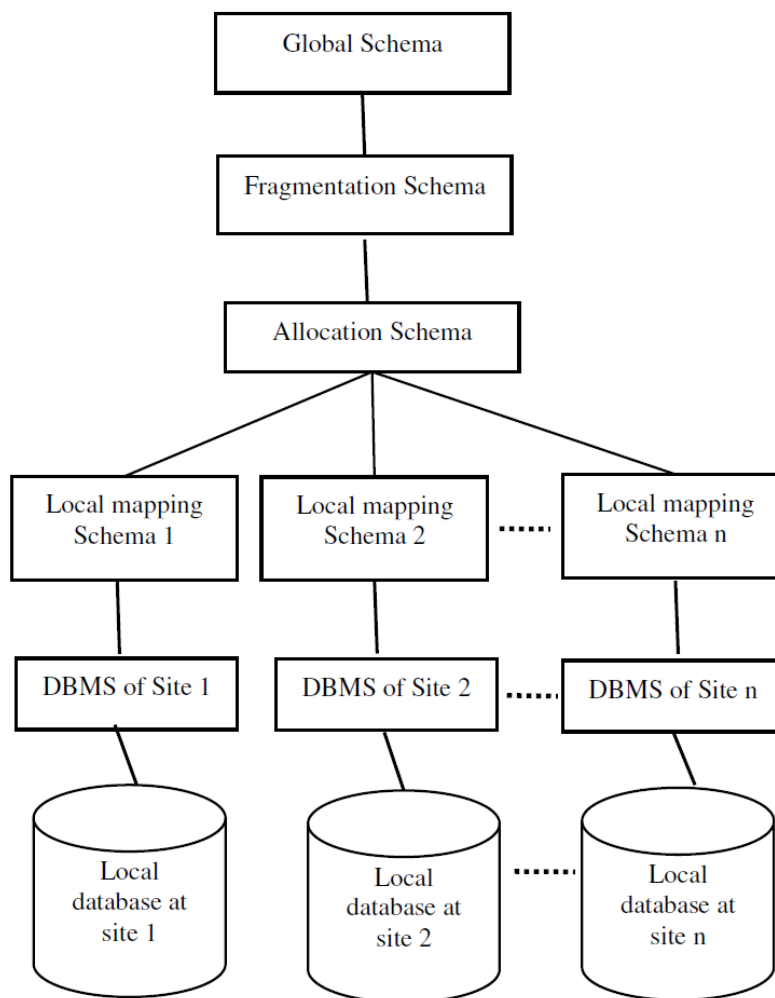 Global Schema
Fragmentation Schema
Allocation Schema
Local mapping
Schema 1
Local mapping
Schema 2
Local mapping
Schema n
DBMS of Site 1
DBMS of Site 2
DBMS of Site n
Local
database at
site 1
Local
database at
site 2
Local
database at
site n